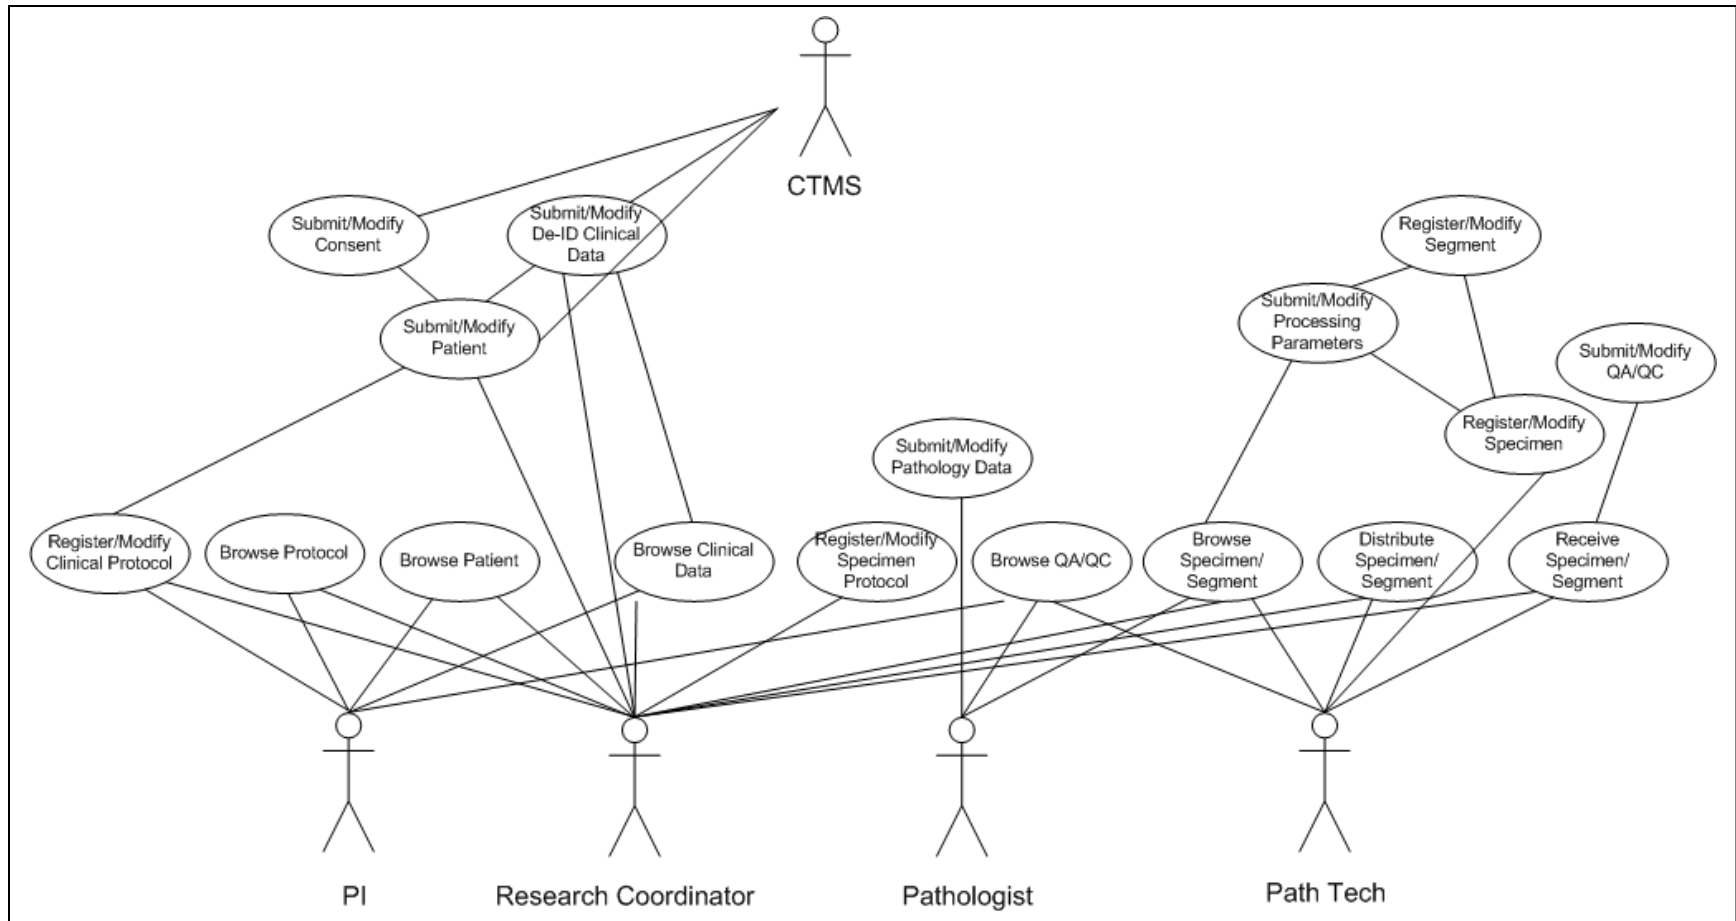 CTMS
Submit/Modify
Consent
Submit/Modify
De-ID Clinical
Data
Register/Modify
Segment
Submit/Modify
Processing
Parameters
Submit/Modify
Patient
Submit/Modify
QA/QC
Register/Modify
Specimen
Submit/Modify
Pathology Data
Register/Modify
Clinical Protocol
Browse Protocol
Browse Patient
Browse Clinical
Data
Register/Modify
Specimen
Protocol
Browse QA/QC
Browse
Specimen/
Segment
Distribute
Specimen/
Segment
Receive
Specimen/
Segment
PI
Research Coordinator
Pathologist
Path Tech